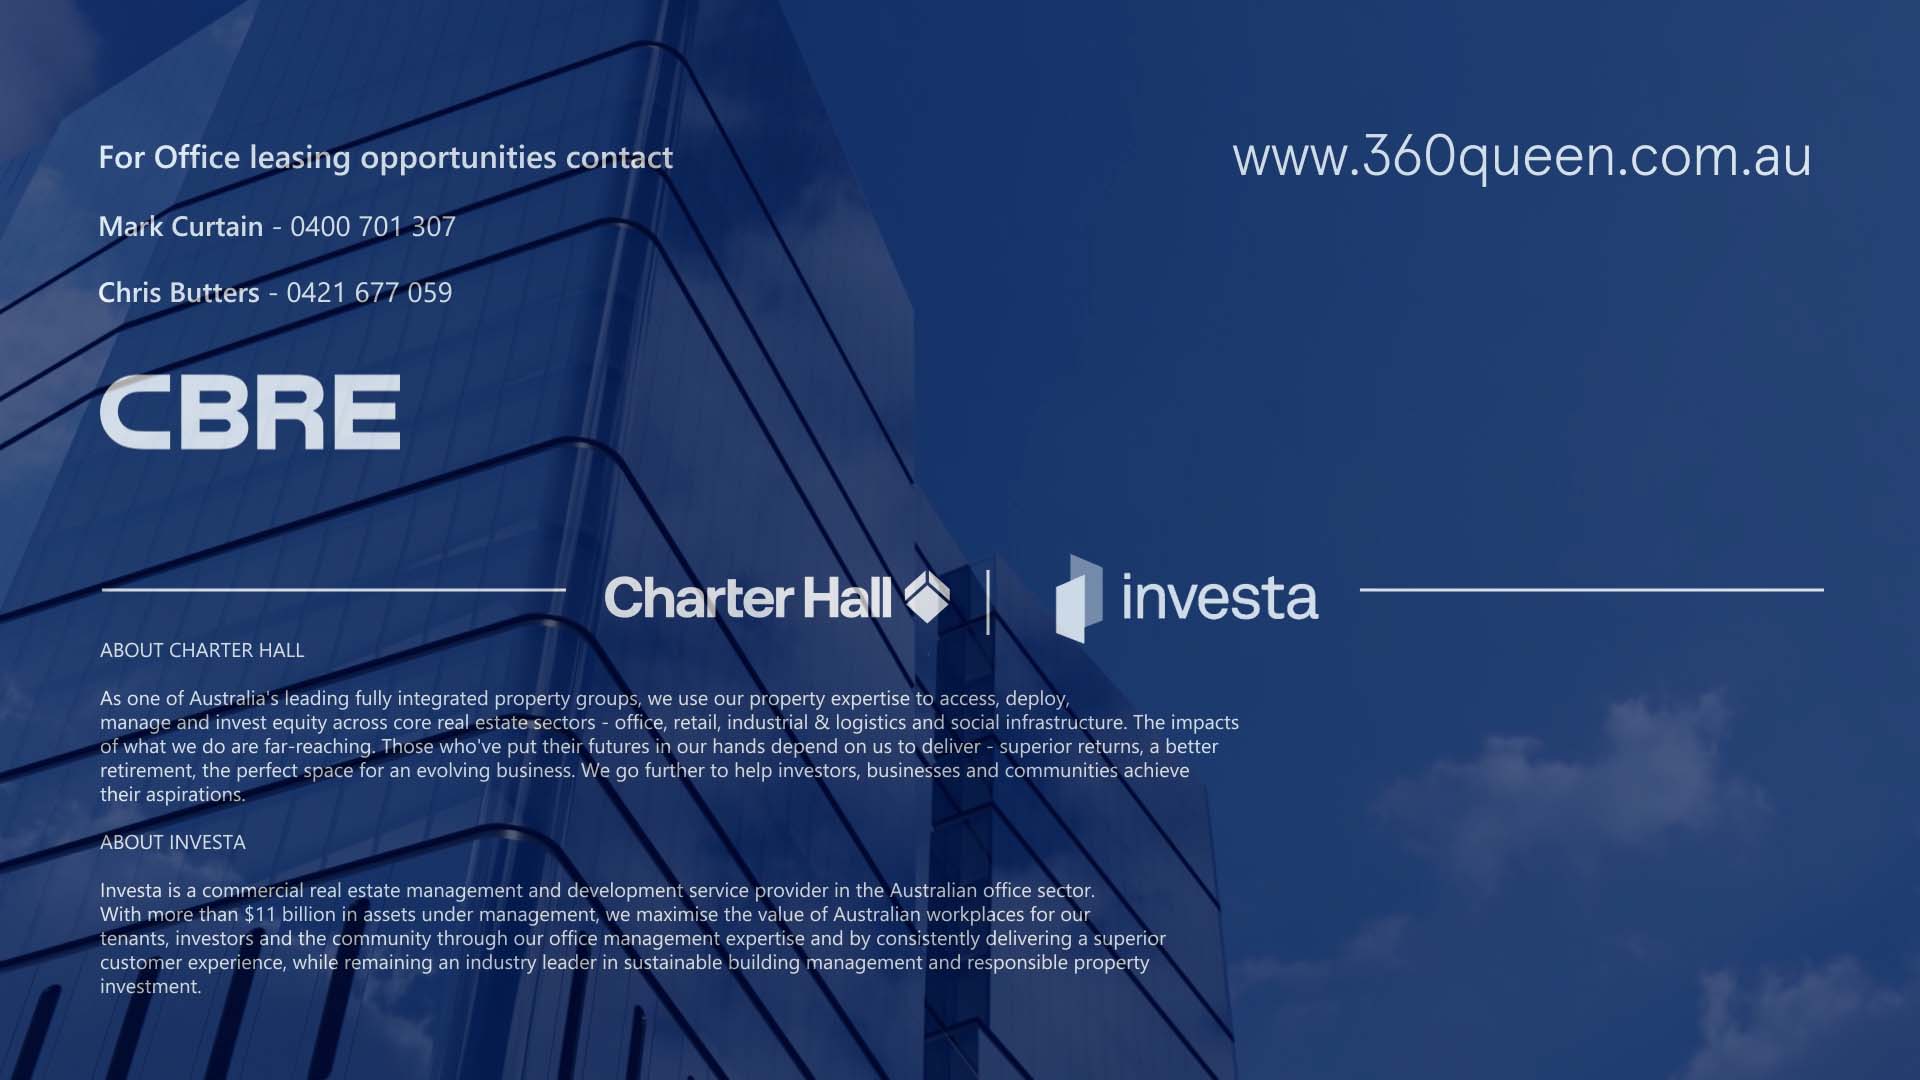 For Office leasing opportunities contact
www.360queen.com.au
Mark Curtain - 0400 701 307
Chris Butters - 0421 677 059
CBRE
Charter Hall
investa
ABOUT CHARTER HALL
As one of Australia's leading fully integrated property groups, we use our property expertise to access, deploy,
manage and invest equity across core real estate sectors - office, retail, industrial & logistics and social infrastructure. The impacts
of what we do are far-reaching. Those who've put their futures in our hands depend on us to deliver - superior returns, a better
retirement, the perfect space for an evolving business. We go further to help investors, businesses and communities achieve
their aspirations.
ABOUT INVESTA
Investa is a commercial real estate management and development service provider in the Australian office sector.
With more than $11 billion in assets under management, we maximise the value of Australian workplaces for our
tenants, investors and the community through our office management expertise and by consistently delivering a superior
customer experience, while remaining an industry leader in sustainable building management and responsible property
investment.